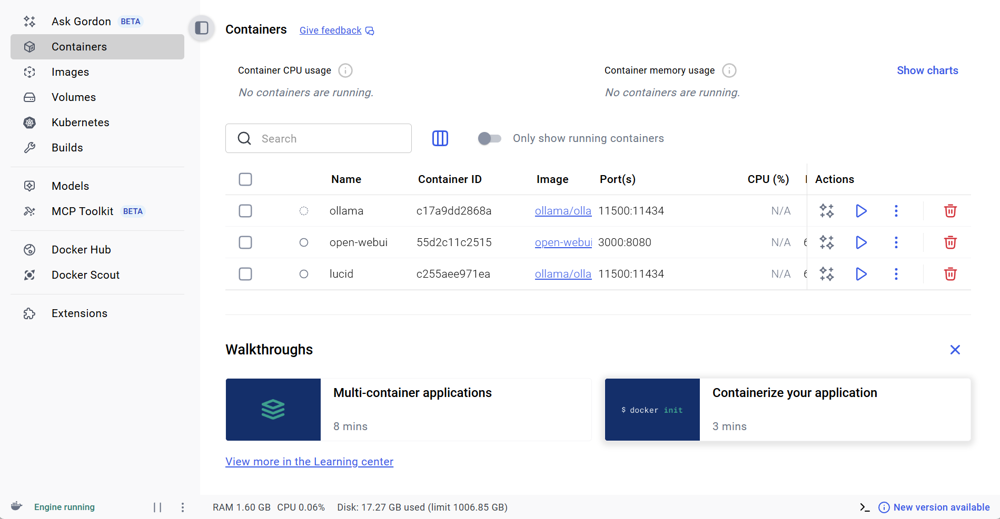 Ask Gordon BETA
Containers
Images
Volumes
Kubernetes
Builds
Models
MCP Toolkit BETA
Docker Hub
Docker Scout
Extensions
Containers Give feedback
Container CPU usage
No containers are running.
Container memory usage
No containers are running.
Show charts
Search
Only show running containers
Name Container ID Image Port(s) CPU (%) Actions
ollama c17a9dd2868a ollama/olla 11500:11434 N/A
open-webui 55d2c11c2515 open-webui 3000:8080 N/A
lucid c255aee971ea ollama/olla 11500:11434 N/A
Walkthroughs
Multi-container applications
8 mins
$ docker init
Containerize your application
3 mins
View more in the Learning center
Engine running
RAM 1.60 GB CPU 0.06% Disk: 17.27 GB used (limit 1006.85 GB)
New version available